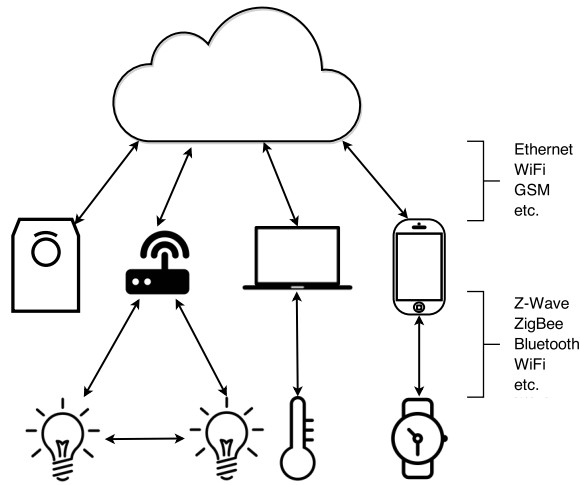 Ethernet
WiFi
GSM
etc.
Z-Wave
ZigBee
Bluetooth
WiFi
etc.